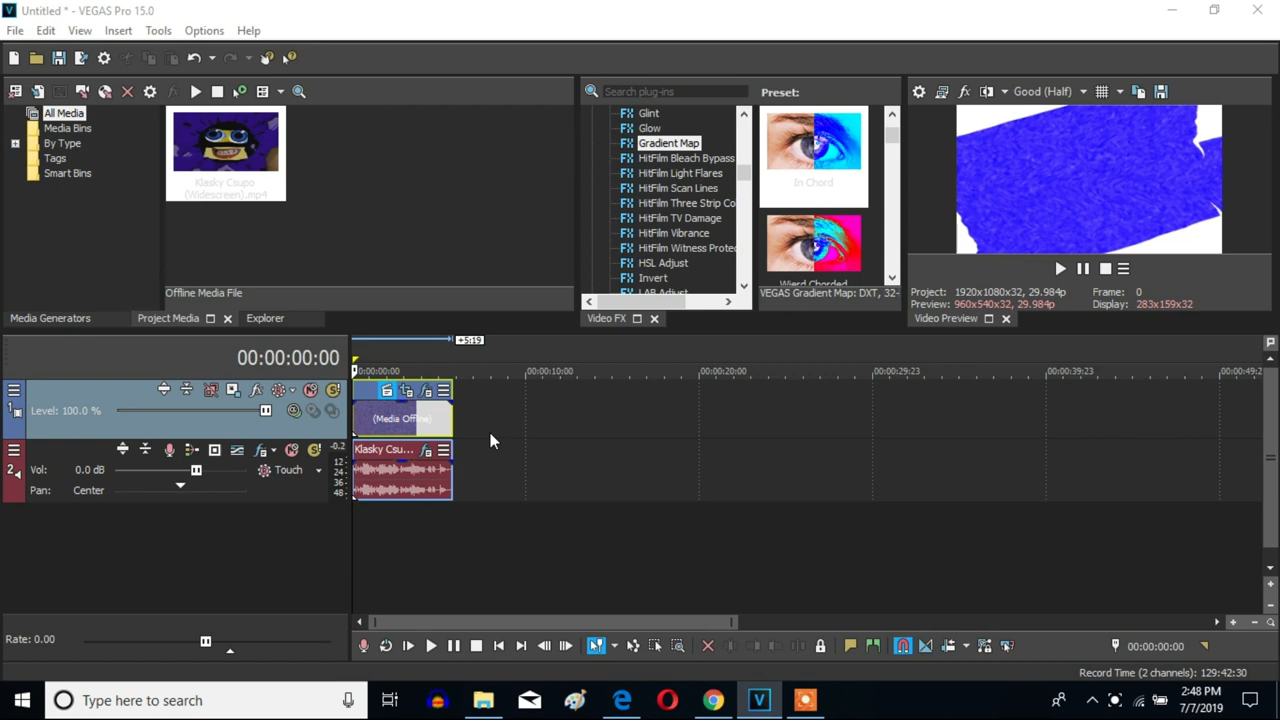 Untitled * - VEGAS Pro 15.0
File Edit View Insert Tools Options Help
All Media
Media Bins
By Type
Tags
Smart Bins
Klasky Csupo
(Widescreen).mp4
Offline Media File
Media Generators Project Media Explorer
Search plug-ins
Glint
Glow
Gradient Map
HitFilm Bleach Bypass
HitFilm Light Flares
HitFilm Scan Lines
HitFilm Three Strip Co
HitFilm TV Damage
HitFilm Vibrance
HitFilm Witness Protec
HSL Adjust
Invert
LAB Adjust
Preset:
In Chord
Wierd Chorded
VEGAS Gradient Map: DXT, 32-
Video FX
Good (Half)
Project: 1920x1080x32, 29.984p Frame: 0
Preview: 960x540x32, 29.984p Display: 283x159x32
Video Preview
00:00:00:00
+5:19
00:00:00:00 00:00:10:00 00:00:20:00 00:00:29:23 00:00:39:23 00:00:49:2
1
Level: 100.0 %
(Media Offline)
2
Vol: 0.0 dB Touch
Pan: Center
-0.2
12
24
36
48
Klasky Csu...
Rate: 0.00
00:00:00:00
Record Time (2 channels): 129:42:30
Type here to search
2:48 PM
7/7/2019